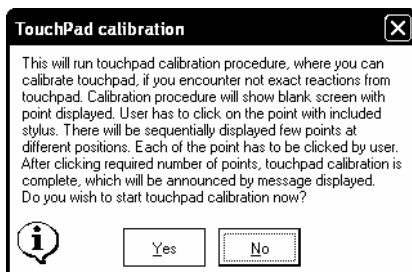 TouchPad calibration
This will run touchpad calibration procedure, where you can
calibrate touchpad, if you encounter not exact reactions from
touchpad. Calibration procedure will show blank screen with
point displayed. User has to click on the point with included
stylus. There will be sequentially displayed few points at
different positions. Each of the point has to be clicked by user.
After clicking required number of points, touchpad calibration is
complete, which will be announced by message displayed.
Do you wish to start touchpad calibration now?
Yes No